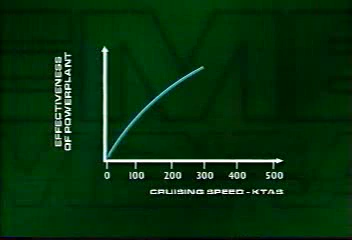 EFFECTIVENESS
OF POWERPLANT
0 100 200 300 400 500
CRUISING SPEED - KTAS